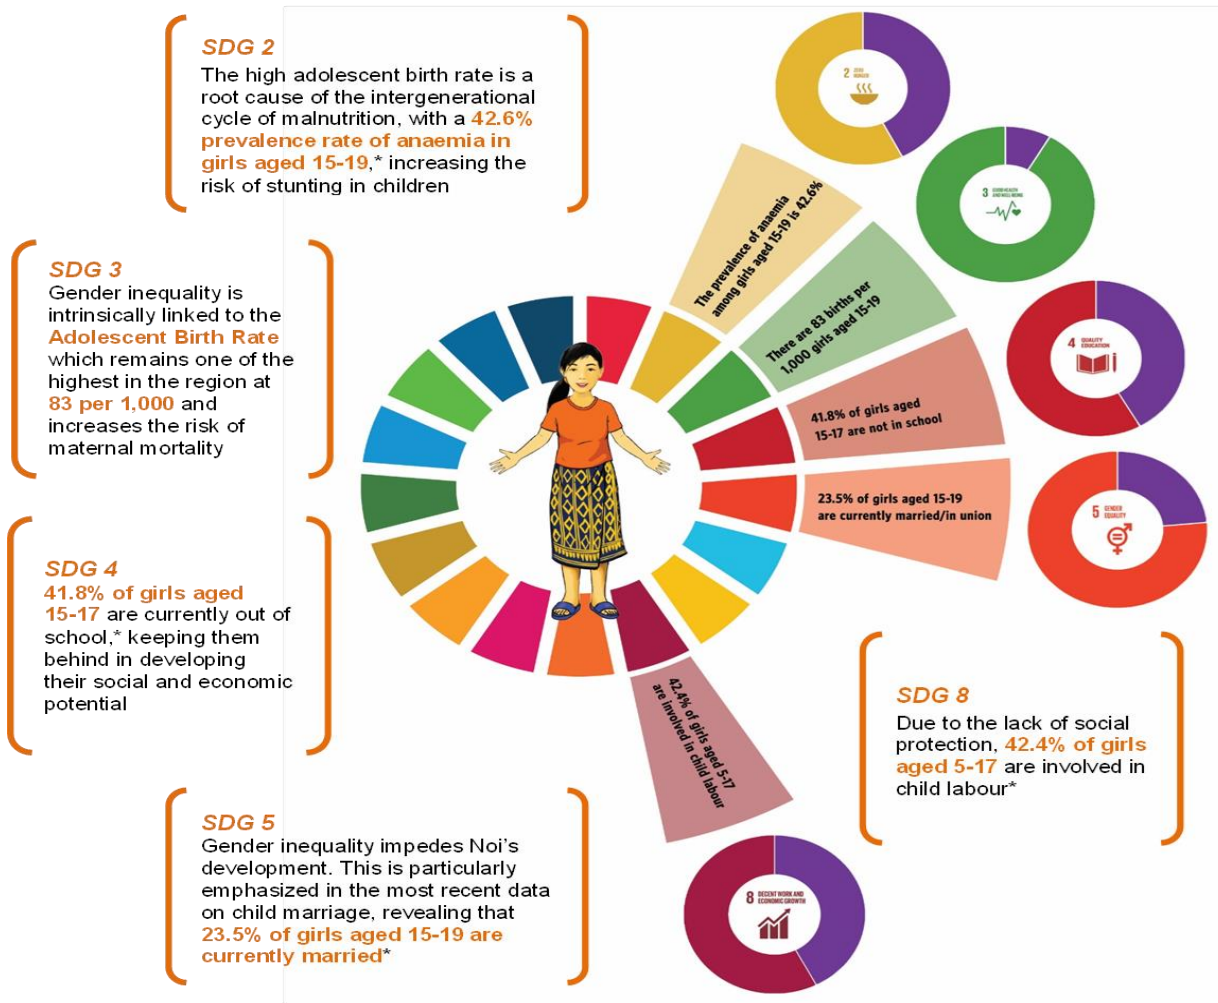 SDG 2
The high adolescent birth rate is a
root cause of the intergenerational
cycle of malnutrition, with a 42.6%
prevalence rate of anaemia in
girls aged 15-19,* increasing the
risk of stunting in children
SDG 3
Gender inequality is
intrinsically linked to the
Adolescent Birth Rate
which remains one of the
highest in the region at
83 per 1,000 and
increases the risk of
maternal mortality
SDG 4
41.8% of girls aged
15-17 are currently out of
school,* keeping them
behind in developing
their social and economic
potential
SDG 5
Gender inequality impedes Noi's
development. This is particularly
emphasized in the most recent data
on child marriage, revealing that
23.5% of girls aged 15-19 are
currently married*
The prevalence of anaemia
among girls aged 15-19 is 42.6%
There are 83 births per
1,000 girls aged 15-19
41.8% of girls aged
15-17 are not in school
23.5% of girls aged 15-19
are currently married/in union
42.4% of girls aged 5-17
are involved in child labour
2 ZERO
HUNGER
3 GOOD HEALTH
AND WELL-BEING
4 QUALITY
EDUCATION
5 GENDER
EQUALITY
8 DECENT WORK AND
ECONOMIC GROWTH
SDG 8
Due to the lack of social
protection, 42.4% of girls
aged 5-17 are involved in
child labour*